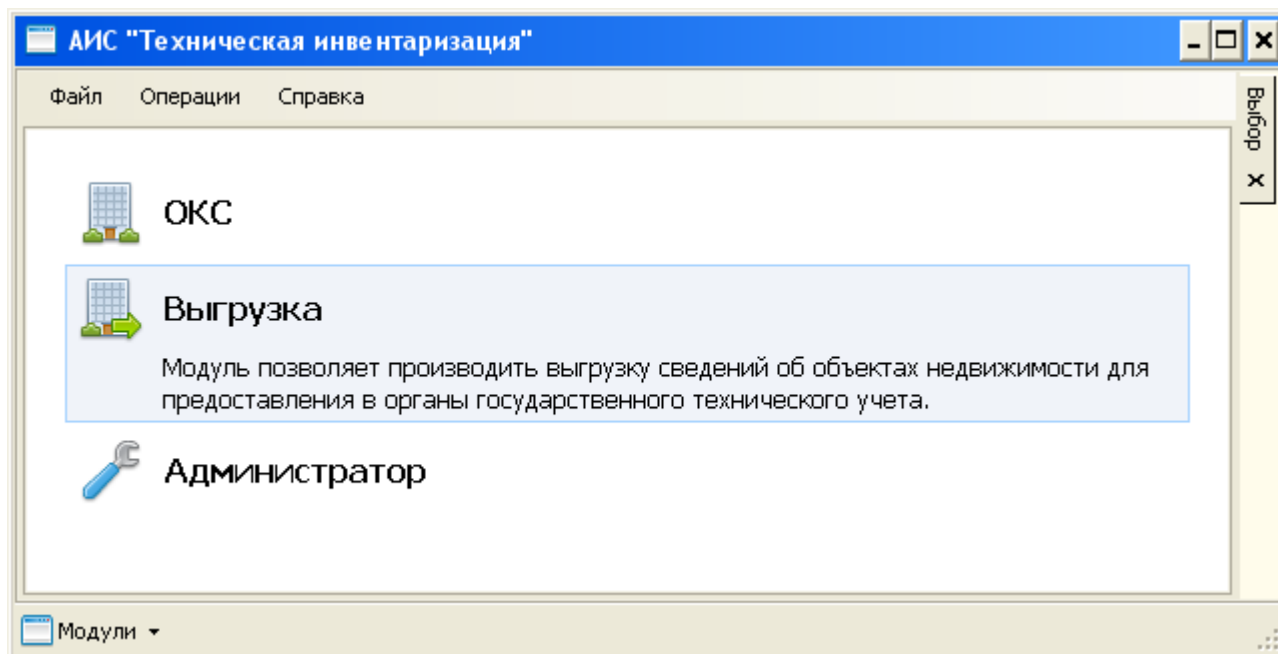 АИС "Техническая инвентаризация"
Файл Операции Справка
Выбор
ОКС
Выгрузка
Модуль позволяет производить выгрузку сведений об объектах недвижимости для
предоставления в органы государственного технического учета.
Администратор
Модули